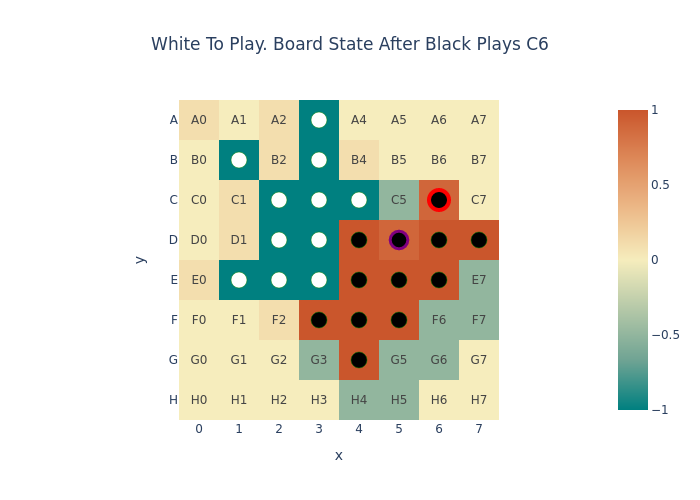 White To Play. Board State After Black Plays C6
A A0 A1 A2 A4 A5 A6 A7
B B0 B2 B4 B5 B6 B7
C C0 C1 C5 C7
D D0 D1
E E0 E7
F F0 F1 F2 F6 F7
G G0 G1 G2 G3 G5 G6 G7
H H0 H1 H2 H3 H4 H5 H6 H7
0 1 2 3 4 5 6 7
x
y
1
0.5
0
−0.5
−1